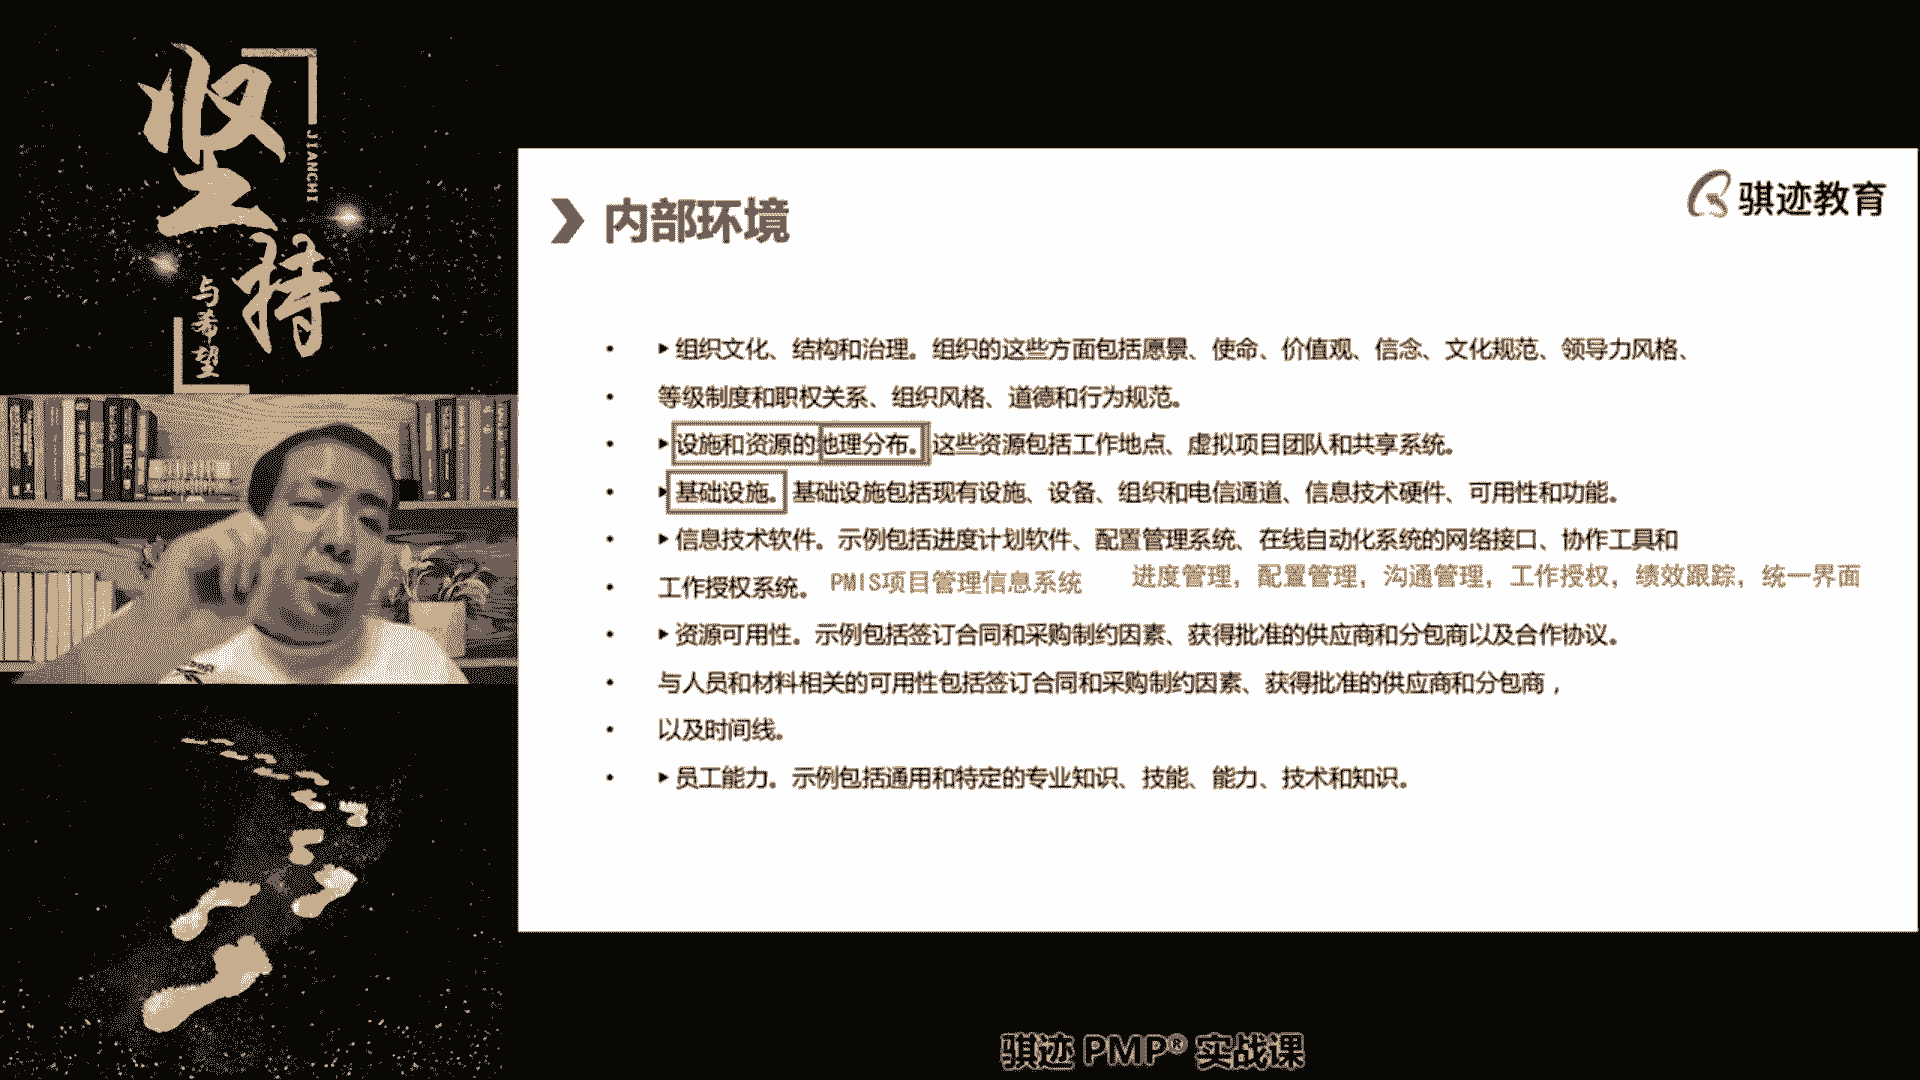 坚持
JIANCHI
与希望
骐迹教育
内部环境
• ▸组织文化、结构和治理。组织的这些方面包括愿景、使命、价值观、信念、文化规范、领导力风格、
• 等级制度和职权关系、组织风格、道德和行为规范。
• ▸设施和资源的地理分布。这些资源包括工作地点、虚拟项目团队和共享系统。
• ▸基础设施。基础设施包括现有设施、设备、组织和电信通道、信息技术硬件、可用性和功能。
• ▸信息技术软件。示例包括进度计划软件、配置管理系统、在线自动化系统的网络接口、协作工具和
• 工作授权系统。 PMIS项目管理信息系统 进度管理，配置管理，沟通管理，工作授权，绩效跟踪，统一界面
• ▸资源可用性。示例包括签订合同和采购制约因素、获得批准的供应商和分包商以及合作协议。
• 与人员和材料相关的可用性包括签订合同和采购制约因素、获得批准的供应商和分包商，
• 以及时间线。
• ▸员工能力。示例包括通用和特定的专业知识、技能、能力、技术和知识。
骐迹 PMP® 实战课